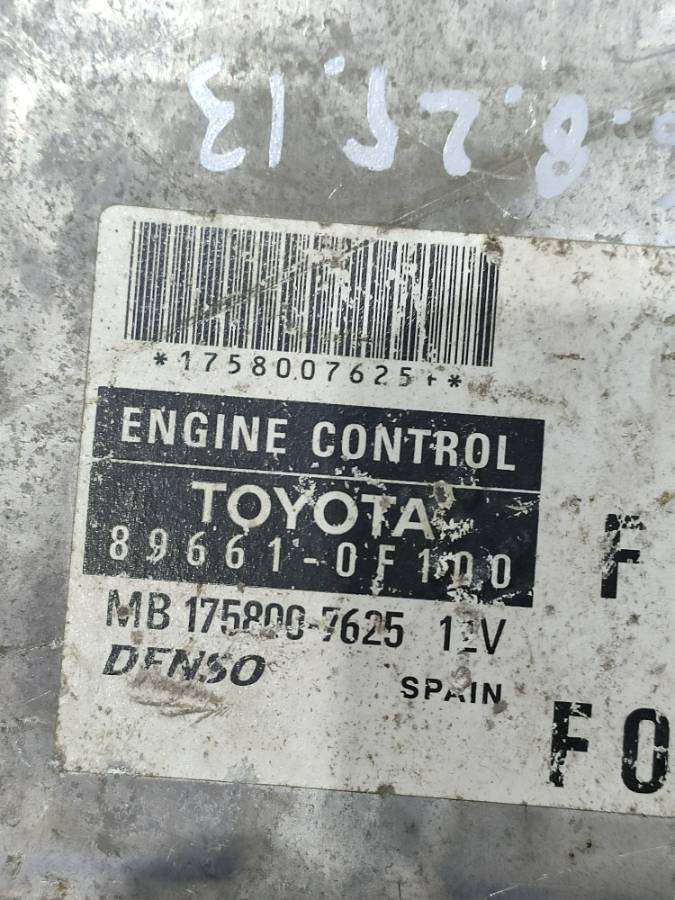 *1758007625+*
ENGINE CONTROL
TOYOTA
89661-0F100
MB 175800-7625 12V
DENSO
SPAIN
F
F0